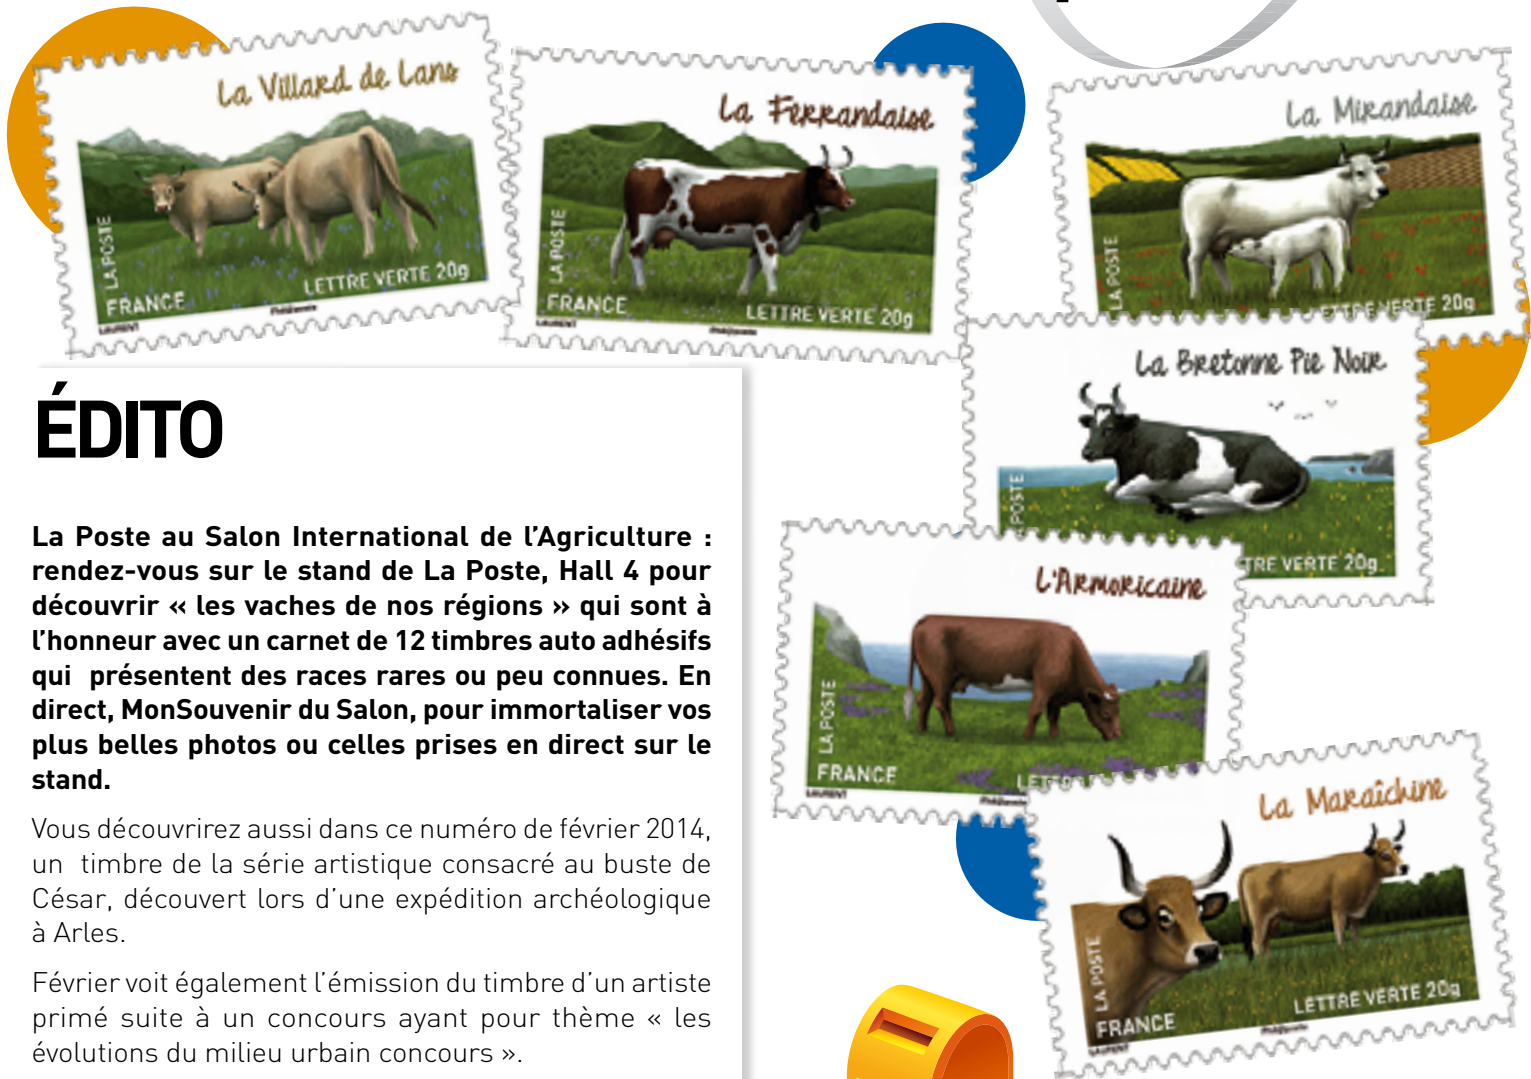 La Villard de Lans
LA POSTE
FRANCE
LETTRE VERTE 20g
LAURENT
La Ferrandaise
LA POSTE
FRANCE
LETTRE VERTE 20g
LAURENT
La Mirandaise
LA POSTE
LETTRE VERTE 20g
La Bretonne Pie Noir
POSTE
TRE VERTE 20g
L'Armoricaine
LA POSTE
FRANCE
LETTR
LAURENT
La Maraîchine
LA POSTE
FRANCE
LETTRE VERTE 20g
LAURENT
ÉDITO
La Poste au Salon International de l’Agriculture :
rendez-vous sur le stand de La Poste, Hall 4 pour
découvrir « les vaches de nos régions » qui sont à
l’honneur avec un carnet de 12 timbres auto adhésifs
qui présentent des races rares ou peu connues. En
direct, MonSouvenir du Salon, pour immortaliser vos
plus belles photos ou celles prises en direct sur le
stand.
Vous découvrirez aussi dans ce numéro de février 2014,
un timbre de la série artistique consacré au buste de
César, découvert lors d’une expédition archéologique
à Arles.
Février voit également l’émission du timbre d’un artiste
primé suite à un concours ayant pour thème « les
évolutions du milieu urbain concours ».